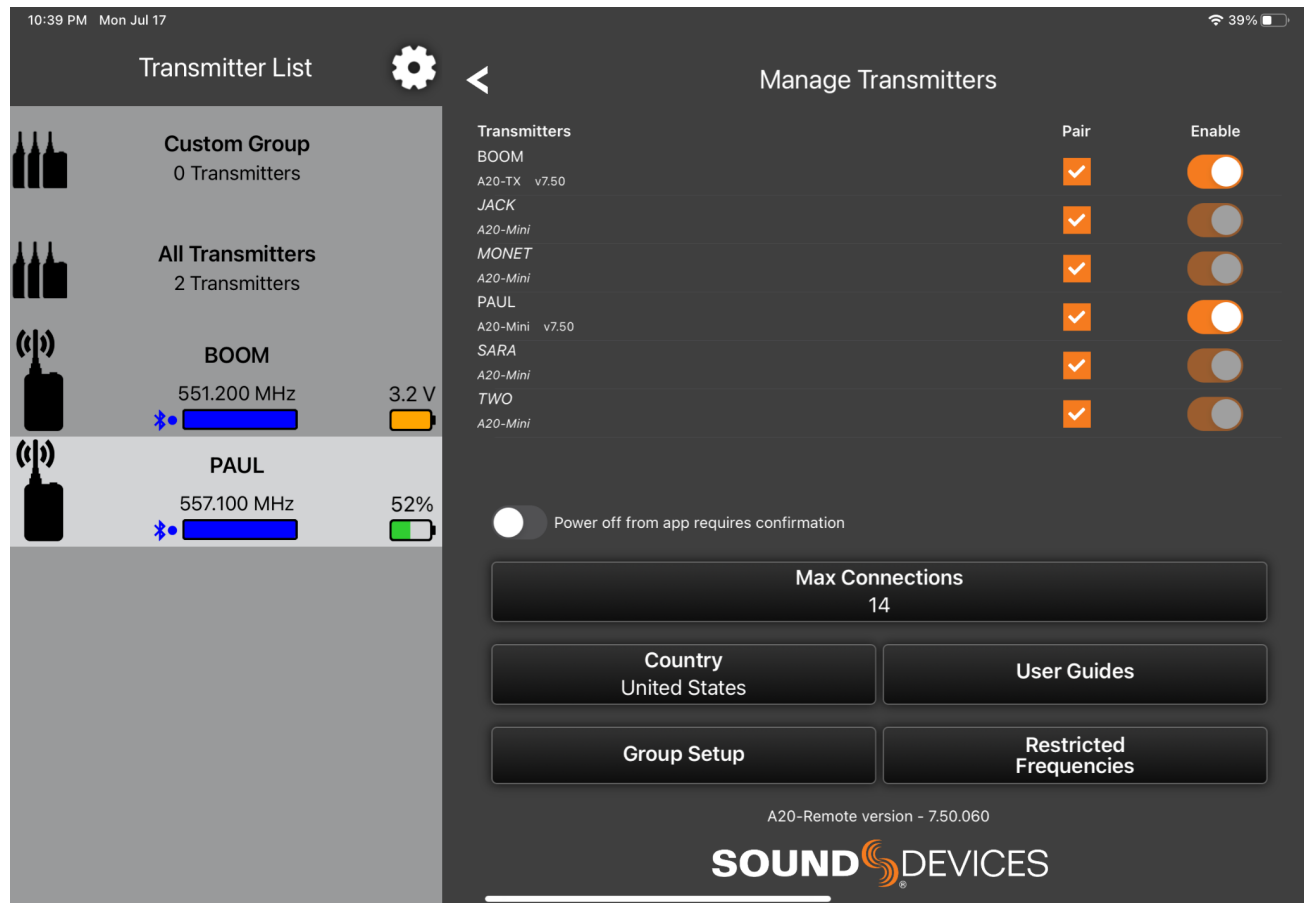 10:39 PM Mon Jul 17
39%
Transmitter List
Custom Group
0 Transmitters
All Transmitters
2 Transmitters
BOOM
551.200 MHz
3.2 V
PAUL
557.100 MHz
52%
Manage Transmitters
Transmitters Pair Enable
BOOM
A20-TX v7.50
JACK
A20-Mini
MONET
A20-Mini
PAUL
A20-Mini v7.50
SARA
A20-Mini
TWO
A20-Mini
Power off from app requires confirmation
Max Connections
14
Country
United States
User Guides
Group Setup
Restricted
Frequencies
A20-Remote version - 7.50.060
SOUND DEVICES
®